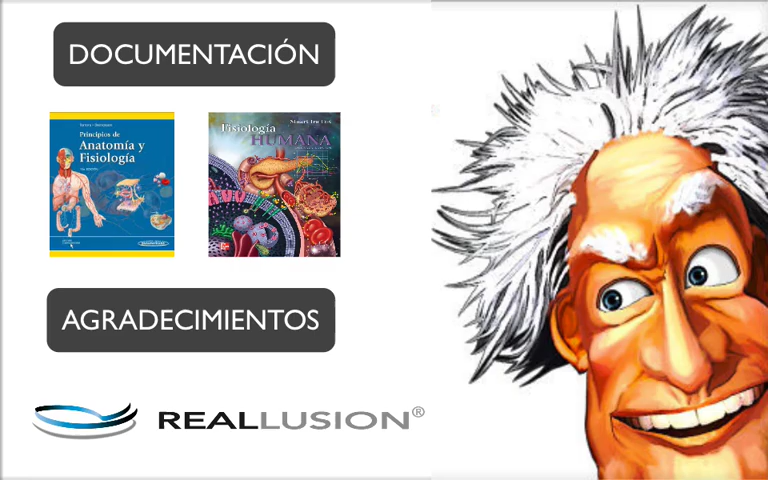 DOCUMENTACIÓN
Principios de
Anatomía y
Fisiología
Fisiología
HUMANA
AGRADECIMIENTOS
REALLUSION®